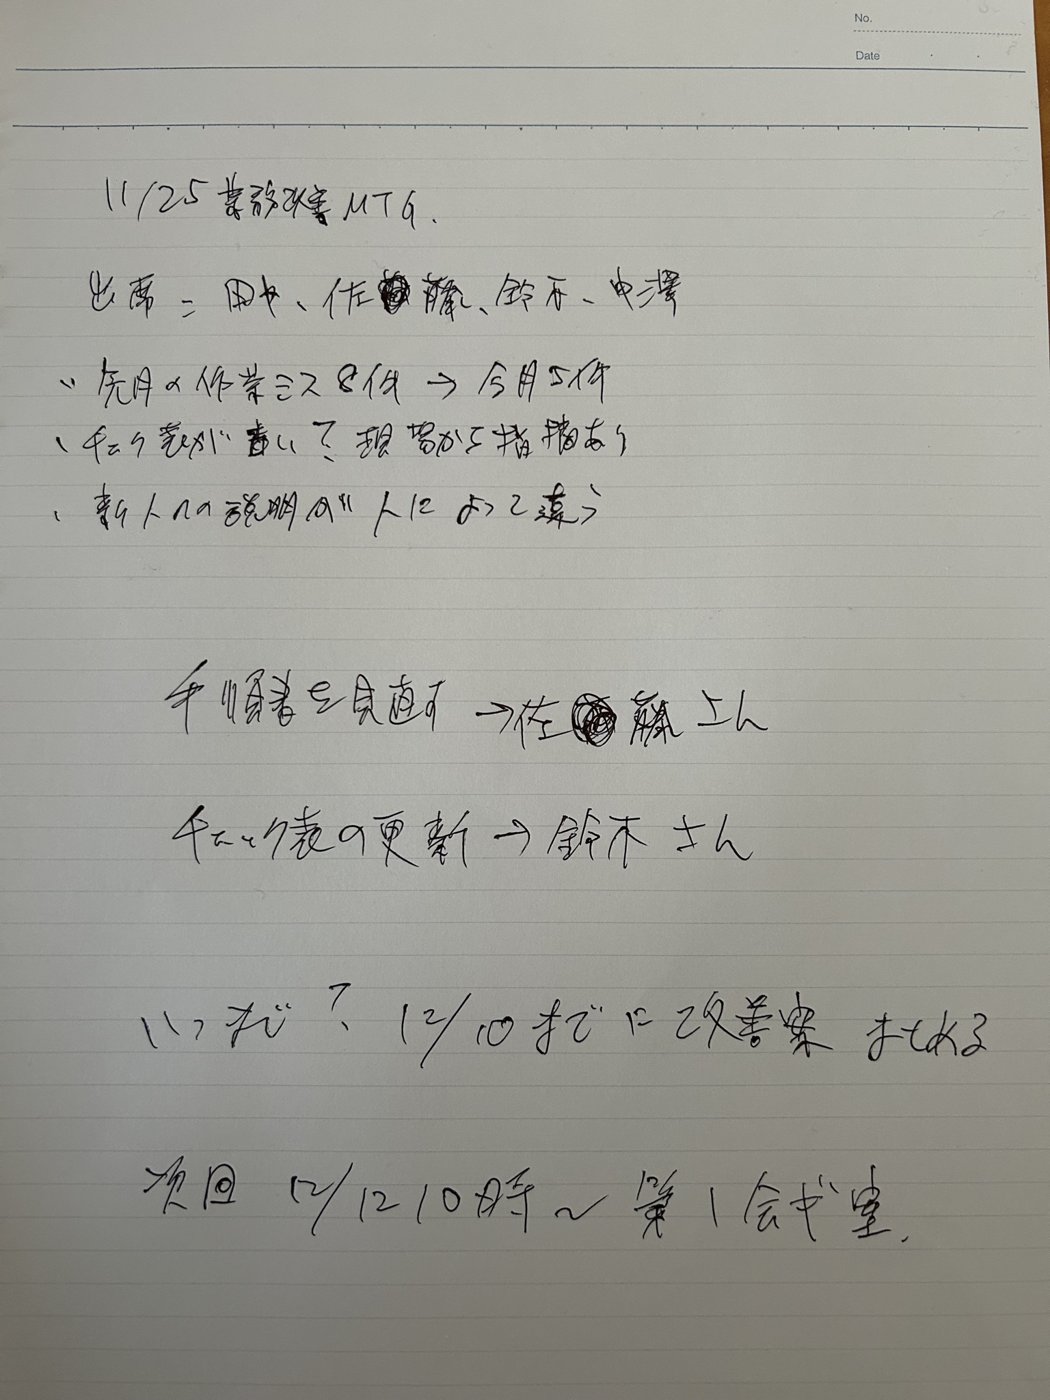 No.
Date
11/25 業務改善MTG.
出席：田中、佐藤、鈴木、中澤
・先月の作業ミス8件→今月5件
・チェック表が古い？現場から指摘あり
・新人への説明が人によって違う
手順書を見直す→佐藤さん
チェック表の更新→鈴木さん
いつまで？12/10までに改善案まとめる
次回 12/12 10時〜第1会ギ室.